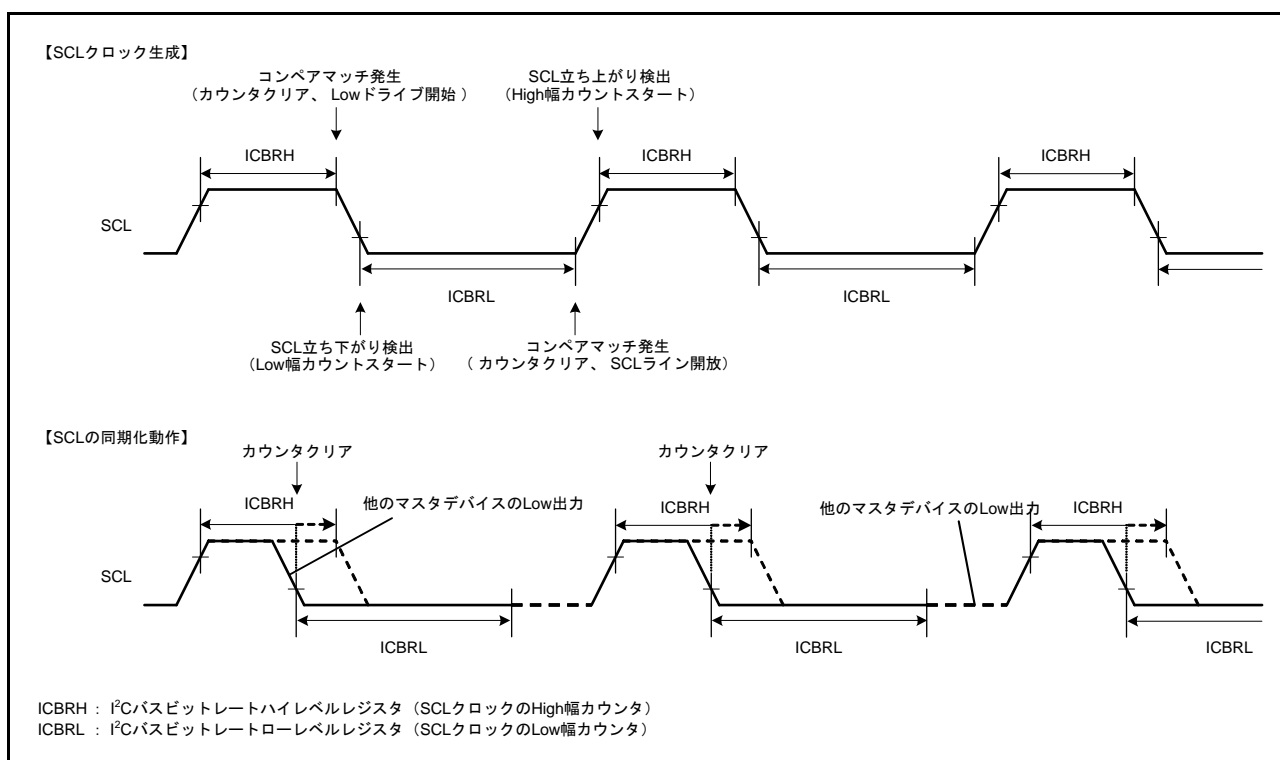 【SCLクロック生成】
コンペアマッチ発生
（カウンタクリア、 Lowドライブ開始 ）
SCL立ち上がり検出
（High幅カウントスタート）
ICBRH
ICBRH
ICBRH
SCL
ICBRL
ICBRL
SCL立ち下がり検出
（Low幅カウントスタート）
コンペアマッチ発生
（ カウンタクリア、 SCLライン開放）
【SCLの同期化動作】
カウンタクリア
カウンタクリア
ICBRH
他のマスタデバイスのLow出力
ICBRH
他のマスタデバイスのLow出力
ICBRH
SCL
ICBRL
ICBRL
ICBRL
ICBRH ： I²Cバスビットレートハイレベルレジスタ（SCLクロックのHigh幅カウンタ）
ICBRL ： I²Cバスビットレートローレベルレジスタ（SCLクロックのLow幅カウンタ）